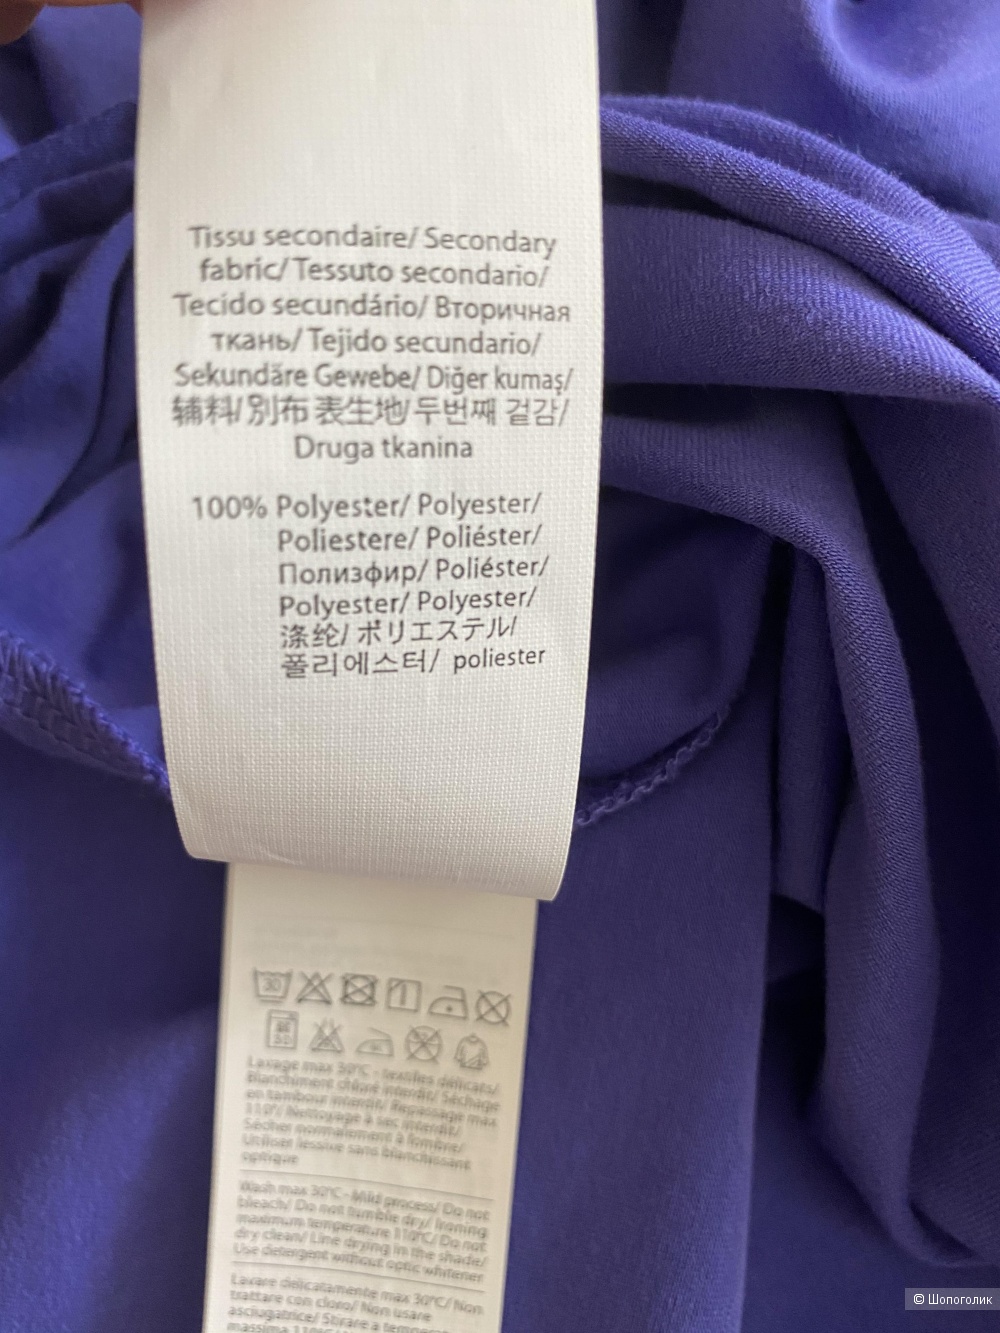 Tissu secondaire/ Secondary
fabric/ Tessuto secondario/
Tecido secundário/ Вторичная
ткань/ Tejido secundario/
Sekundäre Gewebe/ Diğer kumaş/
辅料/ 別布 表生地/ 두번째 겉감/
Druga tkanina
100% Polyester/ Polyester/
Poliestere/ Poliéster/
Полиэфир/ Poliéster/
Polyester/ Polyester/
涤纶/ ポリエステル/
폴리에스터/ poliester
30
Lavage max 30°C - textiles délicats/
Blanchiment chloré interdit/ Séchage
en tambour interdit/ Repassage max
110°/ Nettoyage à sec interdit/
Sécher normalement à l'ombre/
Utiliser lessive sans blanchissant
optique
Wash max 30°C - Mild process/ Do not
bleach/ Do not tumble dry/ Ironing
maximum temperature 110°C/ Do not
dry clean/ Line drying in the shade/
Use detergent without optic whitener
Lavare delicatamente max 30°C/ Non
trattare con cloro/ Non usare
asciugatrice/ Stirare a
massima 110°C/
© Шопоголик